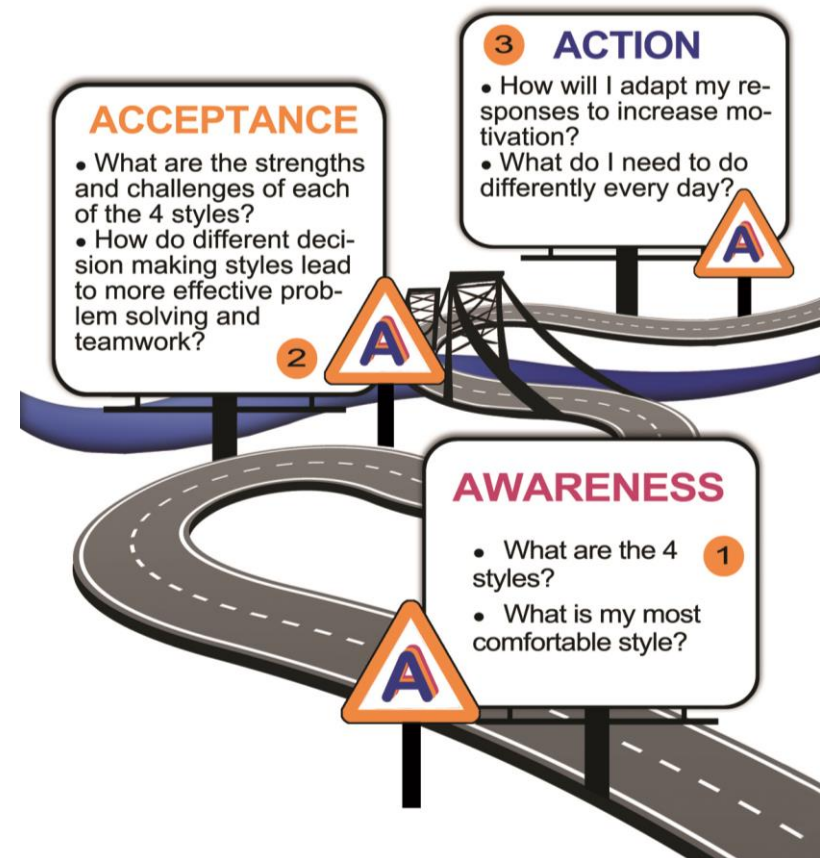 3 ACTION
• How will I adapt my re-
sponses to increase mo-
tivation?
• What do I need to do
differently every day?
A
ACCEPTANCE
• What are the strengths
and challenges of each
of the 4 styles?
• How do different deci-
sion making styles lead
to more effective prob-
lem solving and
teamwork?
2
A
AWARENESS
• What are the 4
styles?
1
• What is my most
comfortable style?
A